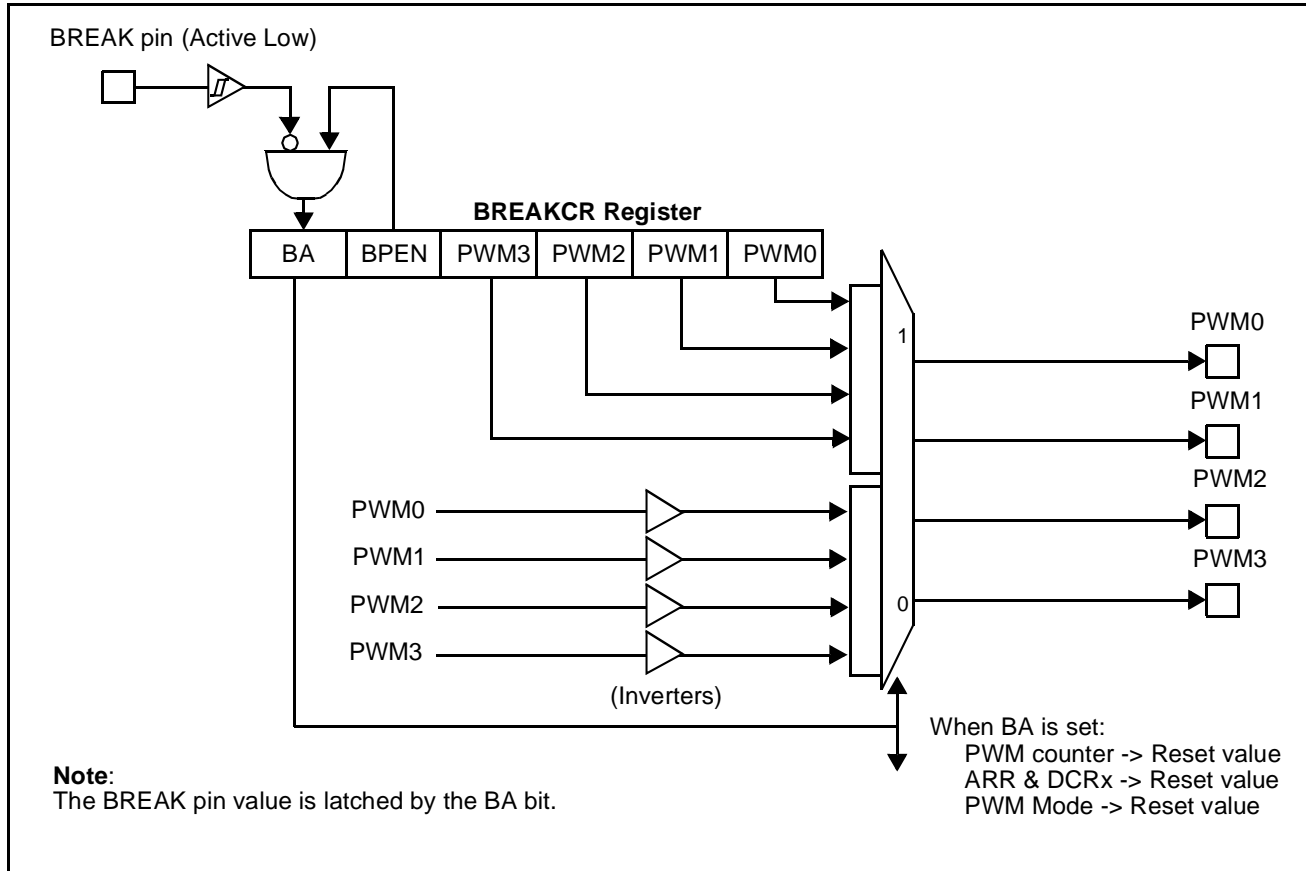 BREAK pin (Active Low)
BREAKCR Register
BA BPEN PWM3 PWM2 PWM1 PWM0
1
PWM0
PWM1
PWM2
PWM3
PWM0
PWM1
PWM2
PWM3
0
(Inverters)
When BA is set:
PWM counter -> Reset value
ARR & DCRx -> Reset value
PWM Mode -> Reset value
Note:
The BREAK pin value is latched by the BA bit.